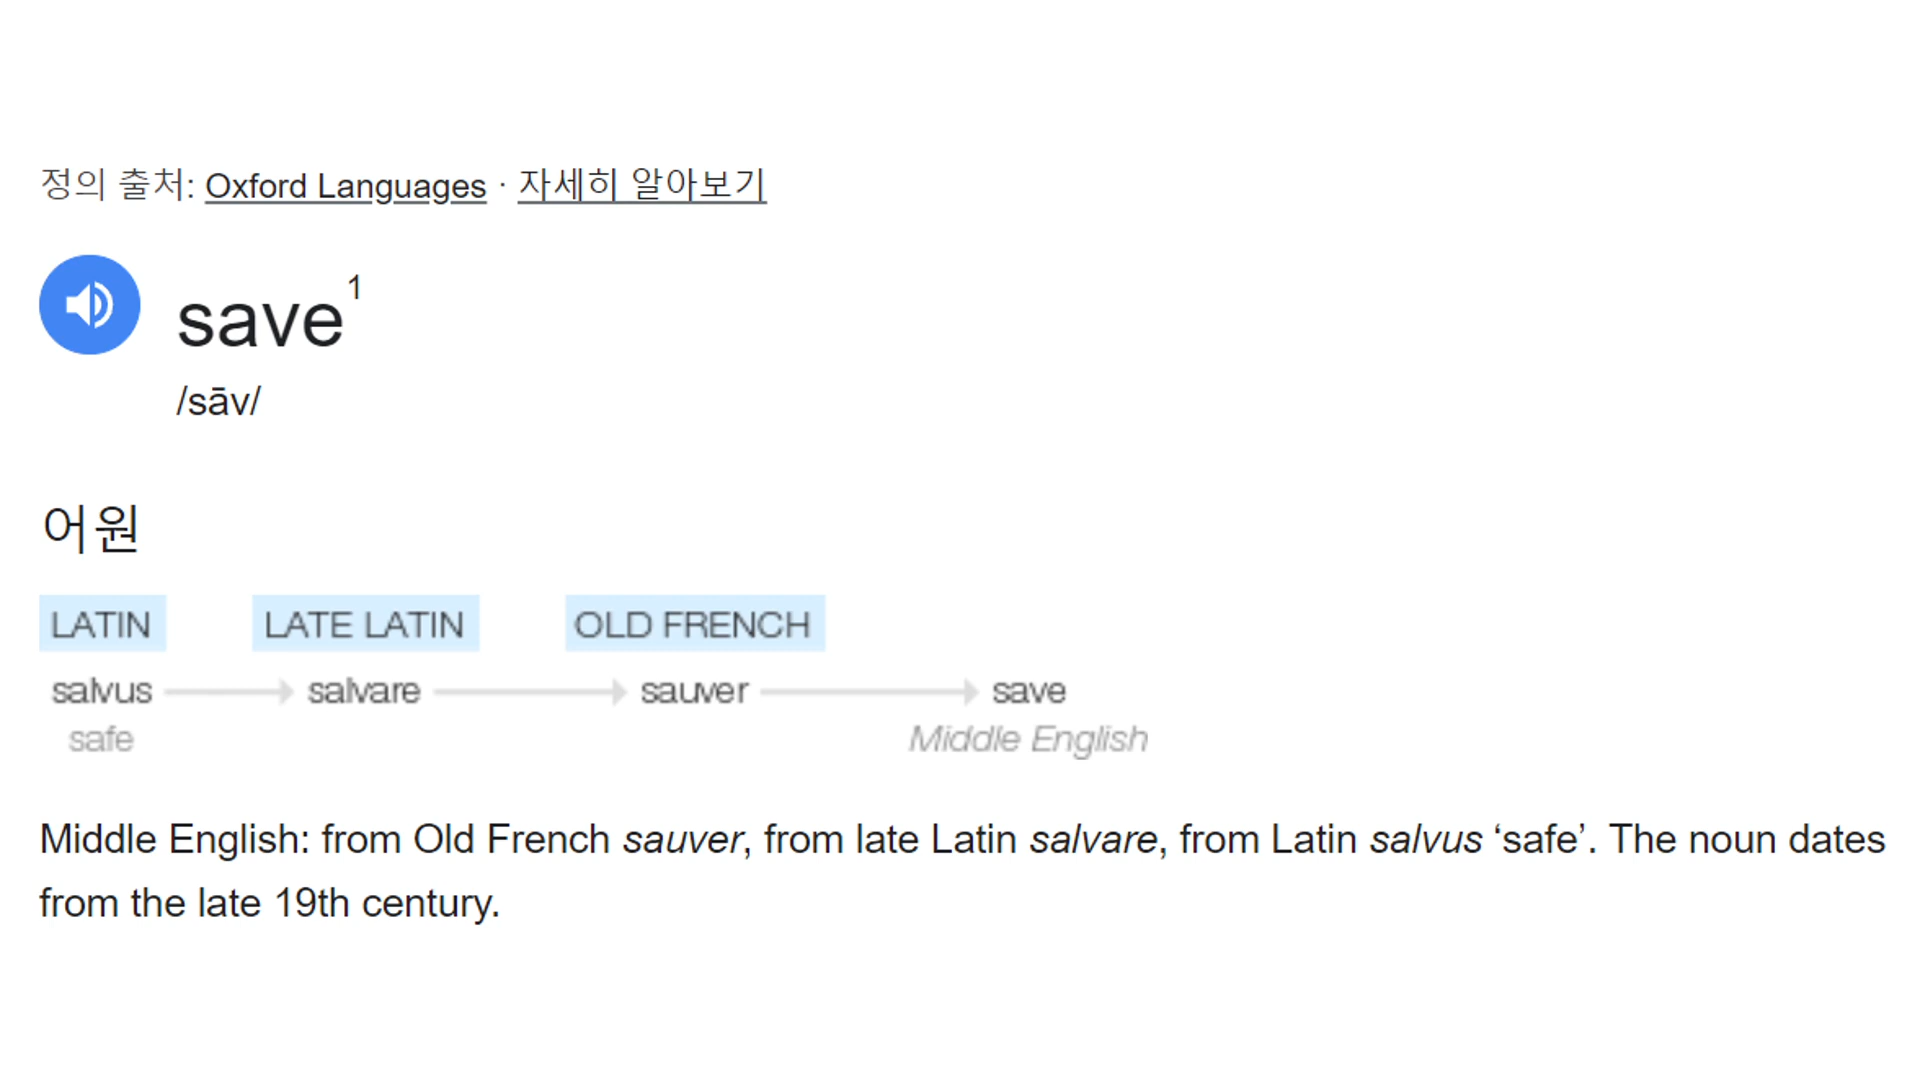 정의 출처: Oxford Languages · 자세히 알아보기
save¹
/sāv/
어원
LATIN LATE LATIN OLD FRENCH
salvus salvare sauver save
safe Middle English
Middle English: from Old French sauver, from late Latin salvare, from Latin salvus ‘safe’. The noun dates
from the late 19th century.